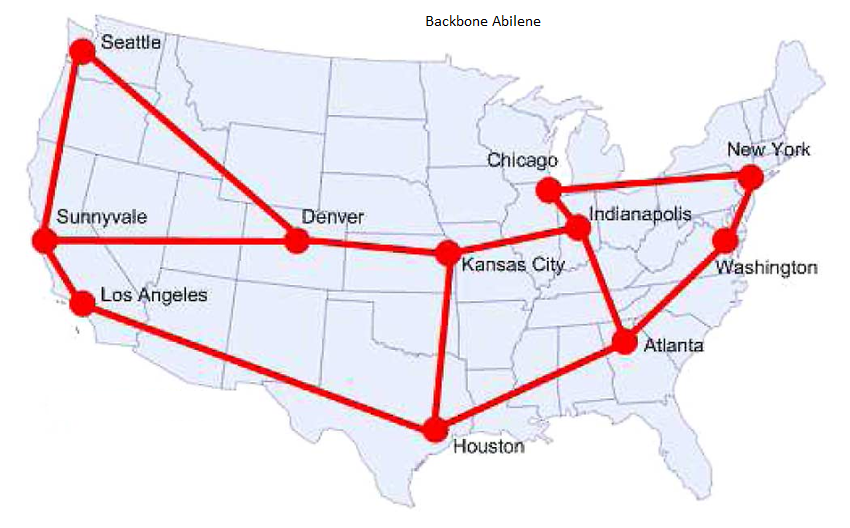 Backbone Abilene
Seattle
Chicago
New York
Sunnyvale
Denver
Indianapolis
Kansas City
Washington
Los Angeles
Atlanta
Houston